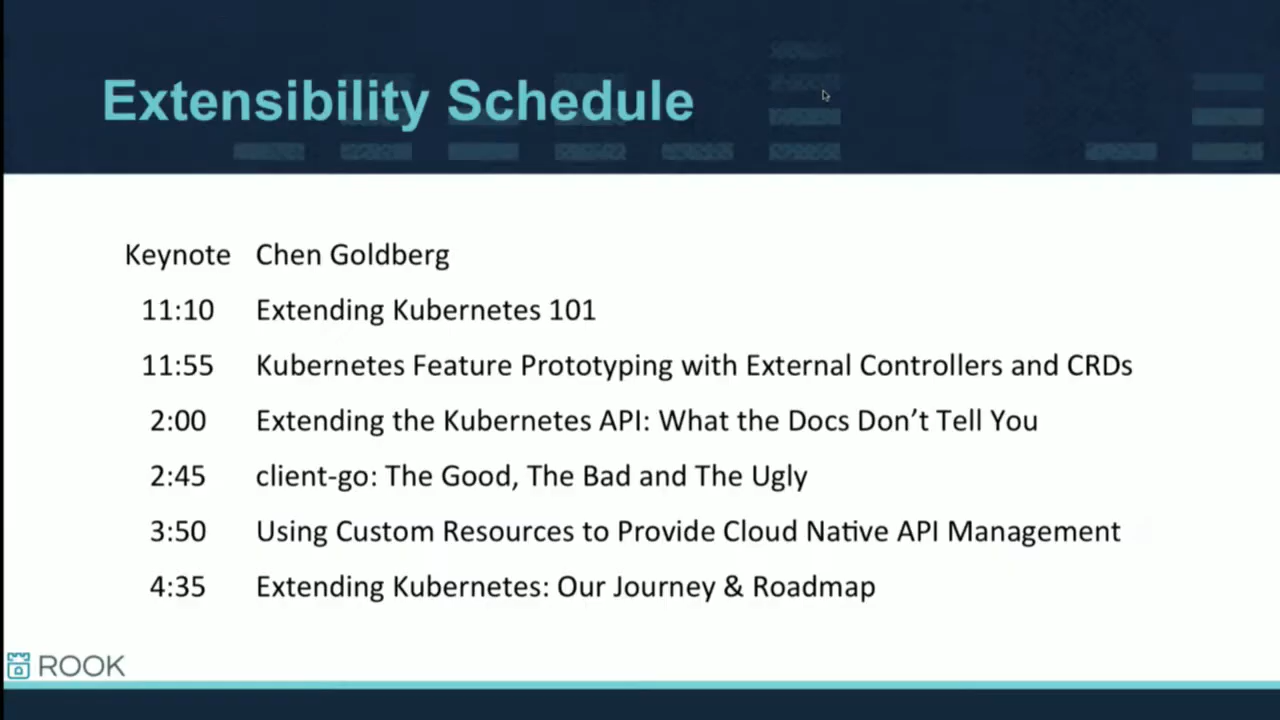 Extensibility Schedule
Keynote Chen Goldberg
11:10 Extending Kubernetes 101
11:55 Kubernetes Feature Prototyping with External Controllers and CRDs
2:00 Extending the Kubernetes API: What the Docs Don’t Tell You
2:45 client-go: The Good, The Bad and The Ugly
3:50 Using Custom Resources to Provide Cloud Native API Management
4:35 Extending Kubernetes: Our Journey & Roadmap
ROOK